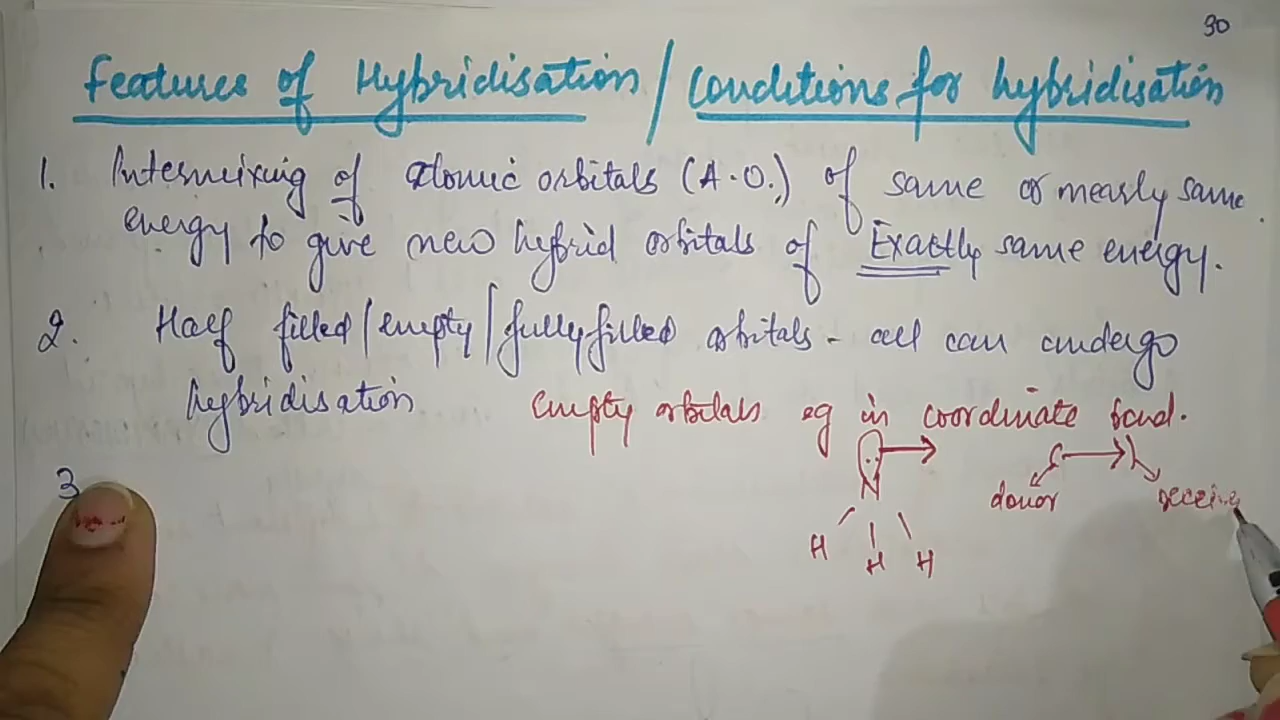 30
Features of Hybridisation / Conditions for hybridisation
1. Intermixing of atomic orbitals (A.O.) of same or nearly same
energy to give new hybrid orbitals of Exactly same energy.
2. Half filled/empty/fully filled orbitals - all can undergo
hybridisation
empty orbitals eg in coordinate bond.
..
N
H H H
donor
receive
3